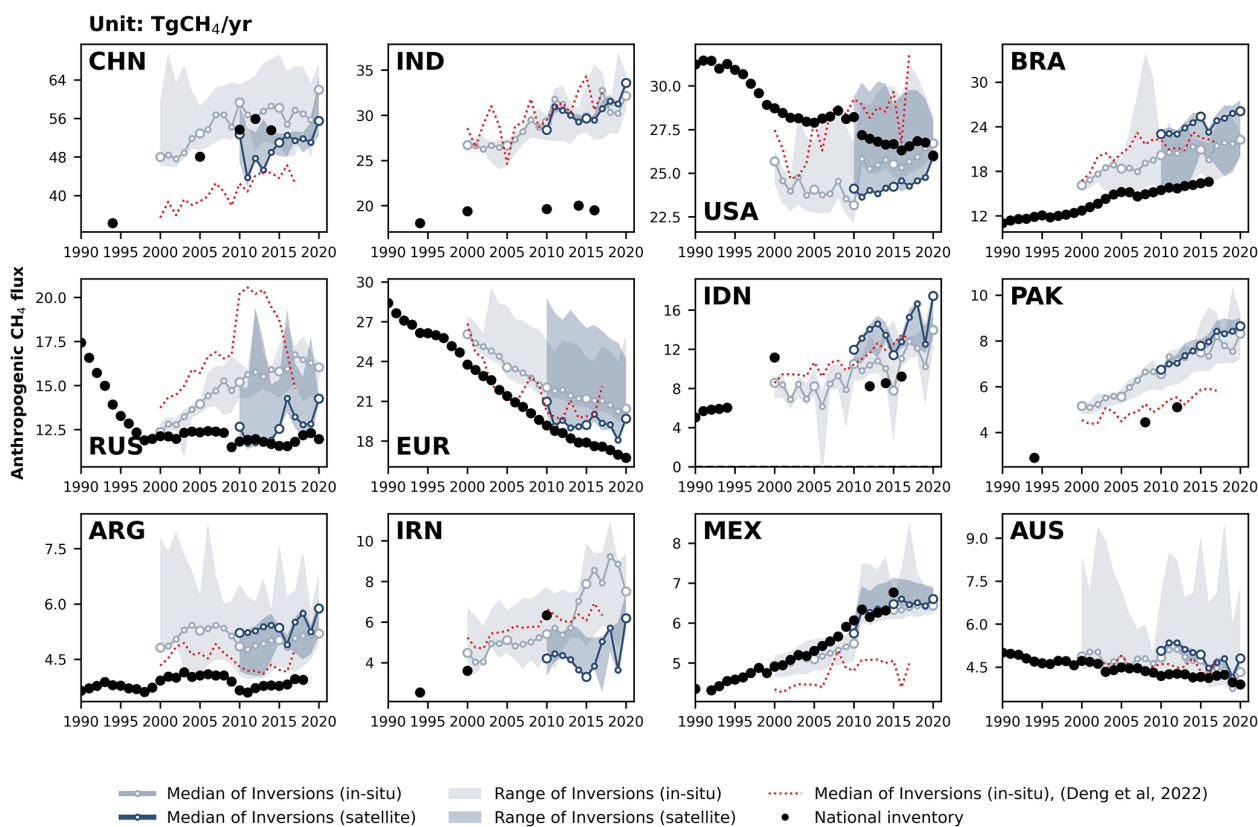 Unit: TgCH₄/yr
Anthropogenic CH₄ flux
CHN
64
56
48
40
1990 1995 2000 2005 2010 2015 2020
IND
35
30
25
20
1990 1995 2000 2005 2010 2015 2020
USA
30.0
27.5
25.0
22.5
1990 1995 2000 2005 2010 2015 2020
BRA
30
24
18
12
1990 1995 2000 2005 2010 2015 2020
RUS
20.0
17.5
15.0
12.5
1990 1995 2000 2005 2010 2015 2020
EUR
30
27
24
21
18
1990 1995 2000 2005 2010 2015 2020
IDN
16
12
8
4
0
1990 1995 2000 2005 2010 2015 2020
PAK
10
8
6
4
1990 1995 2000 2005 2010 2015 2020
ARG
7.5
6.0
4.5
1990 1995 2000 2005 2010 2015 2020
IRN
10
8
6
4
1990 1995 2000 2005 2010 2015 2020
MEX
8
7
6
5
1990 1995 2000 2005 2010 2015 2020
AUS
9.0
7.5
6.0
4.5
1990 1995 2000 2005 2010 2015 2020
Median of Inversions (in-situ)
Median of Inversions (satellite)
Range of Inversions (in-situ)
Range of Inversions (satellite)
Median of Inversions (in-situ), (Deng et al, 2022)
National inventory